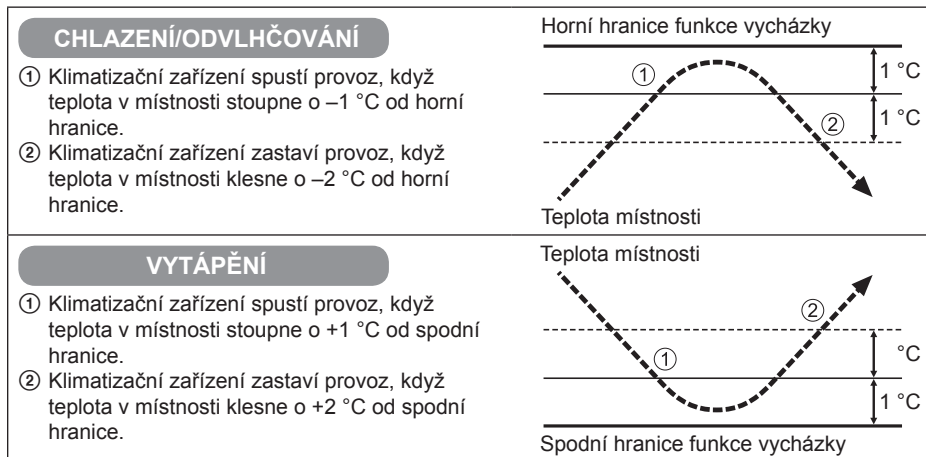 CHLAZENÍ/ODVLHČOVÁNÍ
① Klimatizační zařízení spustí provoz, když
teplota v místnosti stoupne o –1 °C od horní
hranice.
② Klimatizační zařízení zastaví provoz, když
teplota v místnosti klesne o –2 °C od horní
hranice.
Horní hranice funkce vycházky
①
1 °C
1 °C
②
Teplota místnosti
VYTÁPĚNÍ
① Klimatizační zařízení spustí provoz, když
teplota v místnosti stoupne o +1 °C od spodní
hranice.
② Klimatizační zařízení zastaví provoz, když
teplota v místnosti klesne o +2 °C od spodní
hranice.
Teplota místnosti
②
①
°C
1 °C
Spodní hranice funkce vycházky